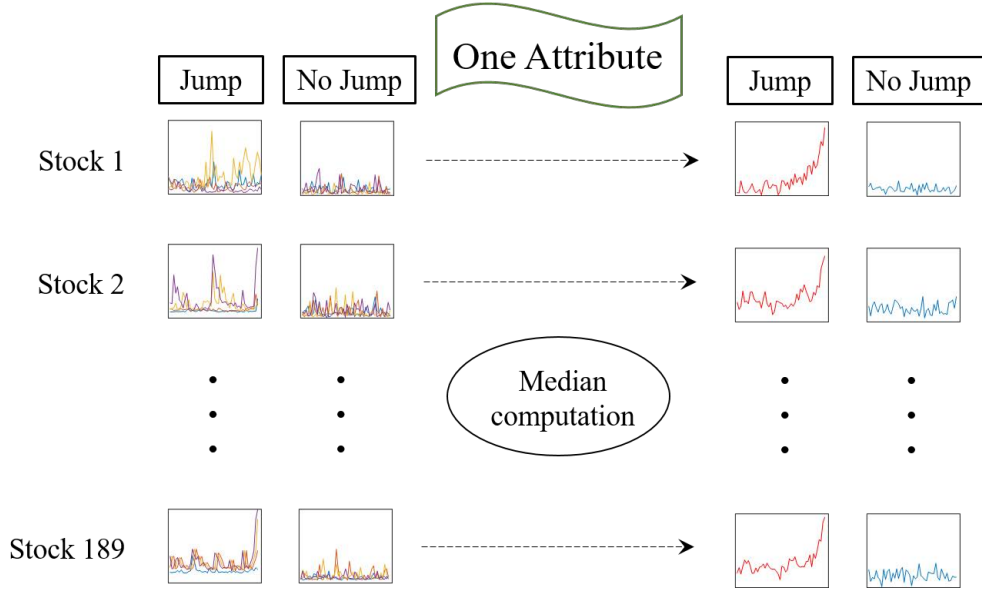 One Attribute
Jump
No Jump
Jump
No Jump
Stock 1
Stock 2
Median
computation
Stock 189